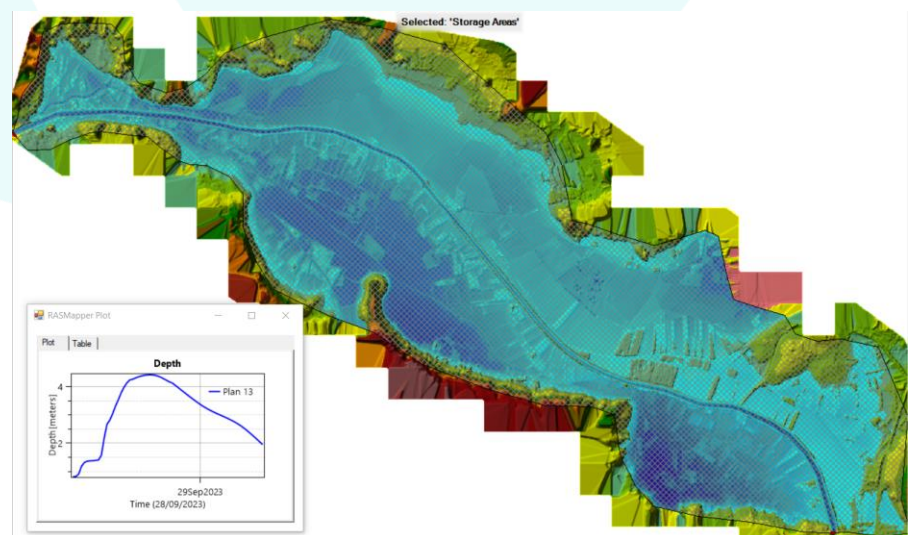 Selected: 'Storage Areas'
RASMapper Plot
Plot Table
Depth
Plan 13
Depth [meters]
4
2
29Sep2023
Time (28/09/2023)